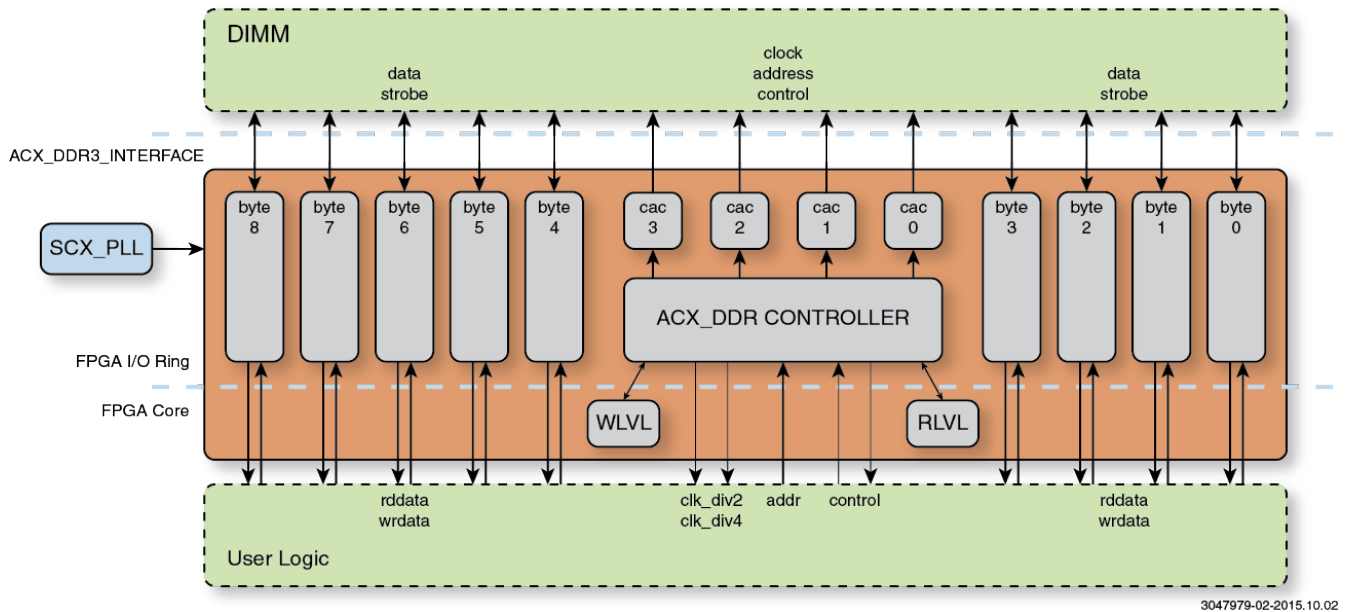 DIMM
data
strobe
clock
address
control
data
strobe
ACX_DDR3_INTERFACE
byte
8
byte
7
byte
6
byte
5
byte
4
cac
3
cac
2
cac
1
cac
0
byte
3
byte
2
byte
1
byte
0
SCX_PLL
ACX_DDR CONTROLLER
FPGA I/O Ring
FPGA Core
WLVL
RLVL
rddata
wrdata
clk_div2
clk_div4
addr
control
rddata
wrdata
User Logic
3047979-02-2015.10.02